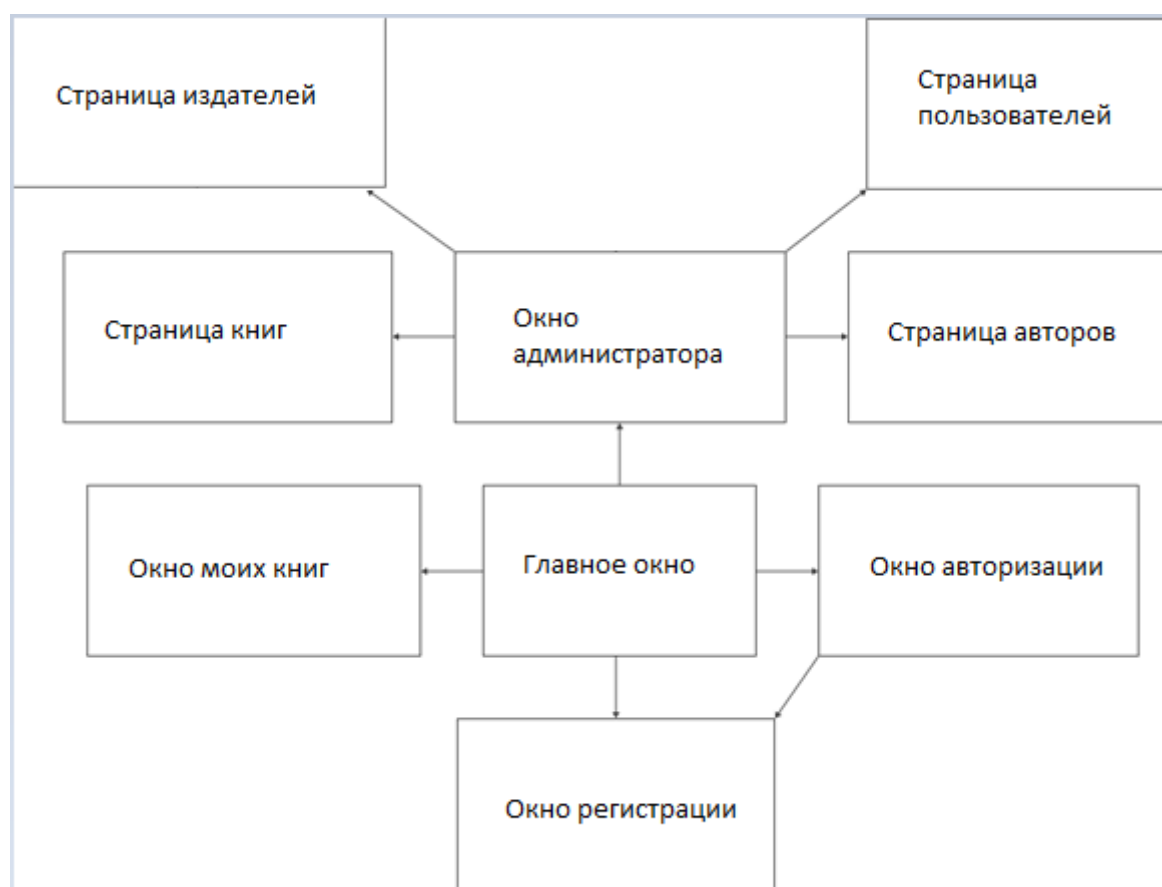 Страница издателей
Страница
пользователей
Страница книг
Окно
администратора
Страница авторов
Окно моих книг
Главное окно
Окно авторизации
Окно регистрации